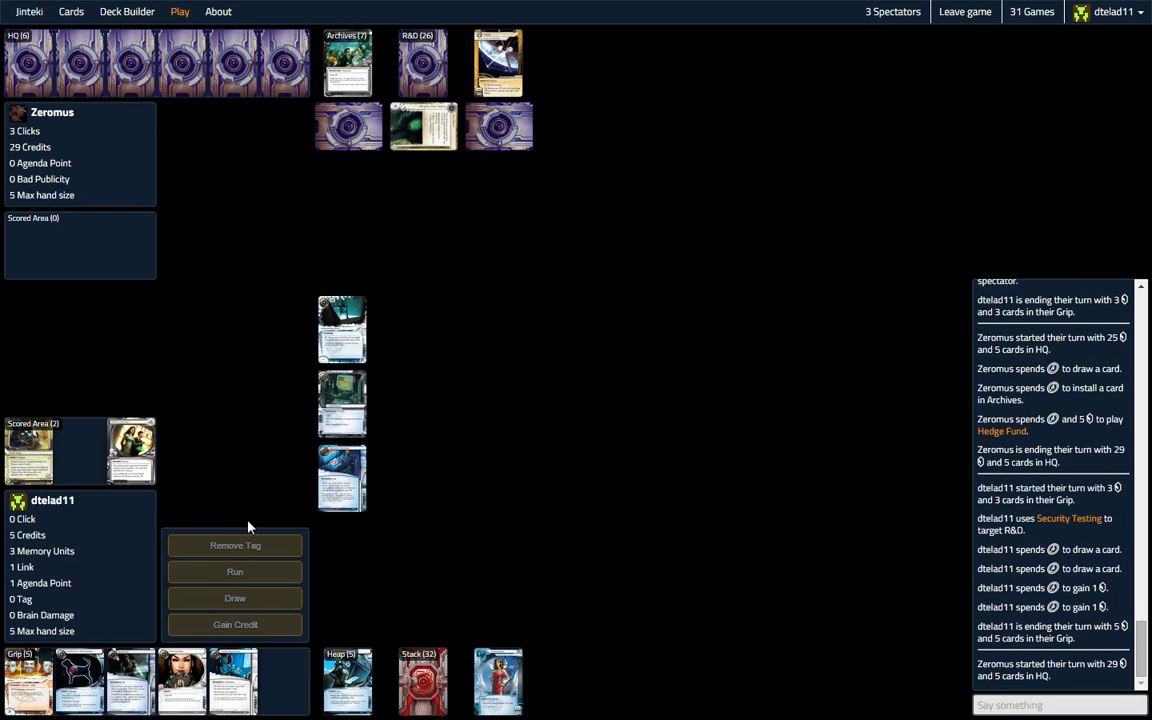 Jinteki Cards Deck Builder Play About 3 Spectators Leave game 31 Games dtelad11
HQ (6) Archives (7) R&D (26)
Zeromus
3 Clicks
29 Credits
0 Agenda Point
0 Bad Publicity
5 Max hand size
Scored Area (0)
Scored Area (2)
dtelad11
0 Click
5 Credits
3 Memory Units
1 Link
1 Agenda Point
0 Tag
0 Brain Damage
5 Max hand size
Remove Tag
Run
Draw
Gain Credit
Grip (5) Heap (5) Stack (32)
spectator.
dtelad11 is ending their turn with 3
and 3 cards in their Grip.
Zeromus started their turn with 25
and 5 cards in HQ.
Zeromus spends to draw a card.
Zeromus spends to install a card
in Archives.
Zeromus spends and 5 to play
Hedge Fund.
Zeromus is ending their turn with 29
and 5 cards in HQ.
dtelad11 started their turn with 3
and 3 cards in their Grip.
dtelad11 uses Security Testing to
target R&D.
dtelad11 spends to draw a card.
dtelad11 spends to draw a card.
dtelad11 spends to gain 1 .
dtelad11 spends to gain 1 .
dtelad11 is ending their turn with 5
and 5 cards in their Grip.
Zeromus started their turn with 29
and 5 cards in HQ.
Say something